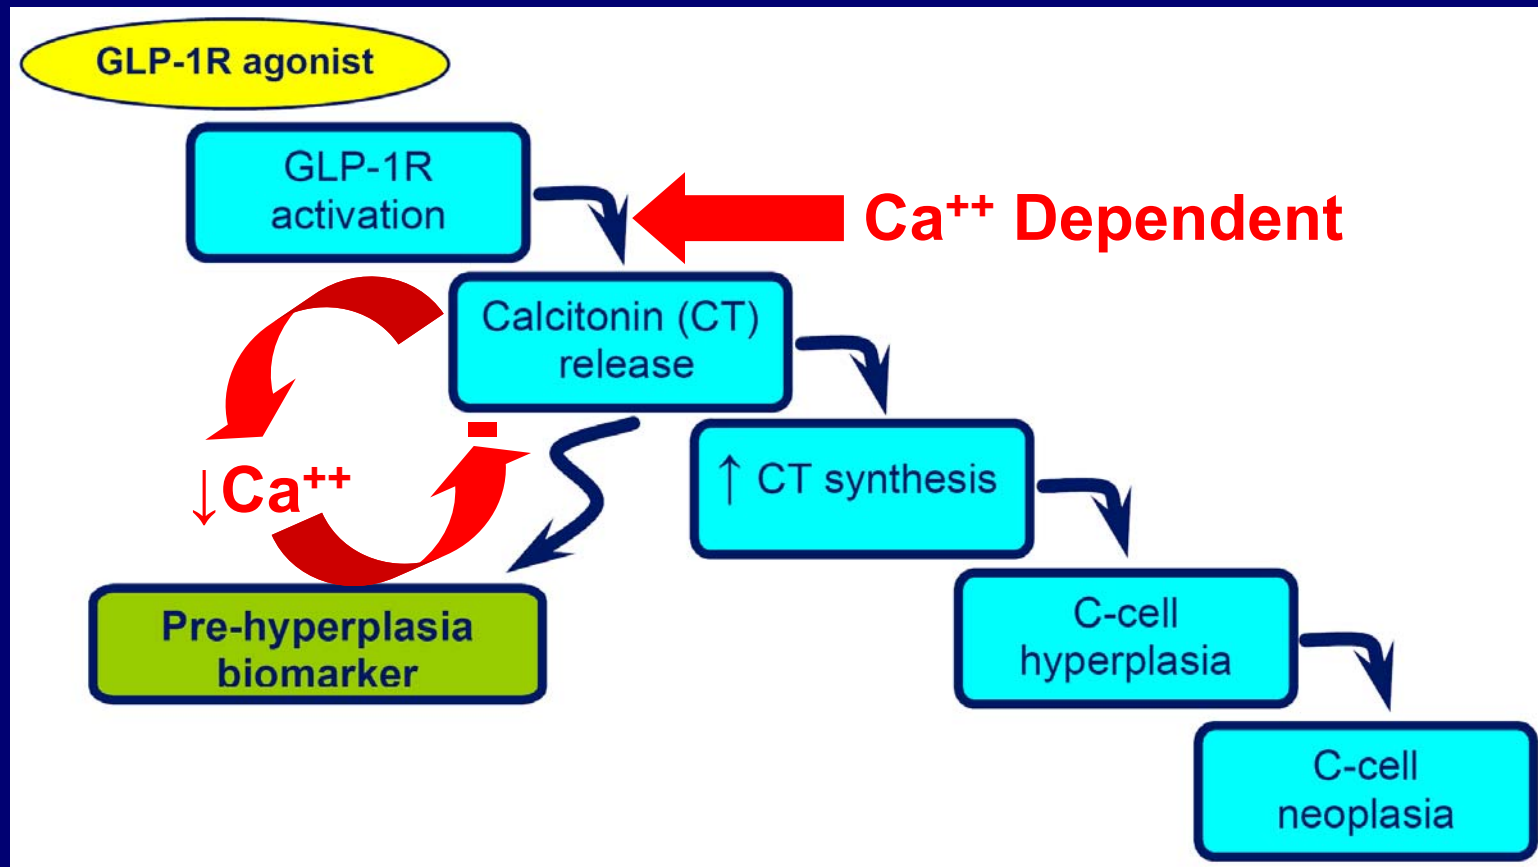 GLP-1R agonist
GLP-1R
activation
Ca⁺⁺ Dependent
Calcitonin (CT)
release
↑ CT synthesis
↓Ca⁺⁺
-
Pre-hyperplasia
biomarker
C-cell
hyperplasia
C-cell
neoplasia